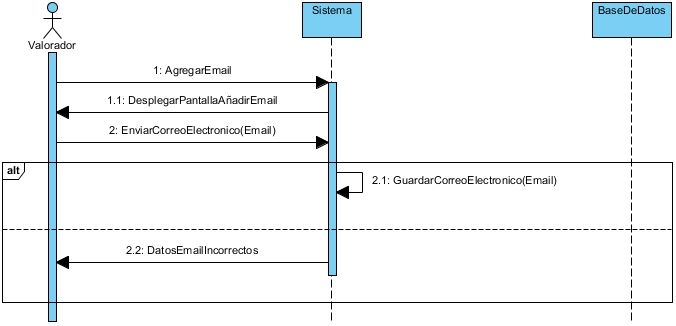 Sistema
BaseDeDatos
Valorador
1: AgregarEmail
1.1: DesplegarPantallaAñadirEmail
2: EnviarCorreoElectronico(Email)
alt
2.1: GuardarCorreoElectronico(Email)
2.2: DatosEmailIncorrectos